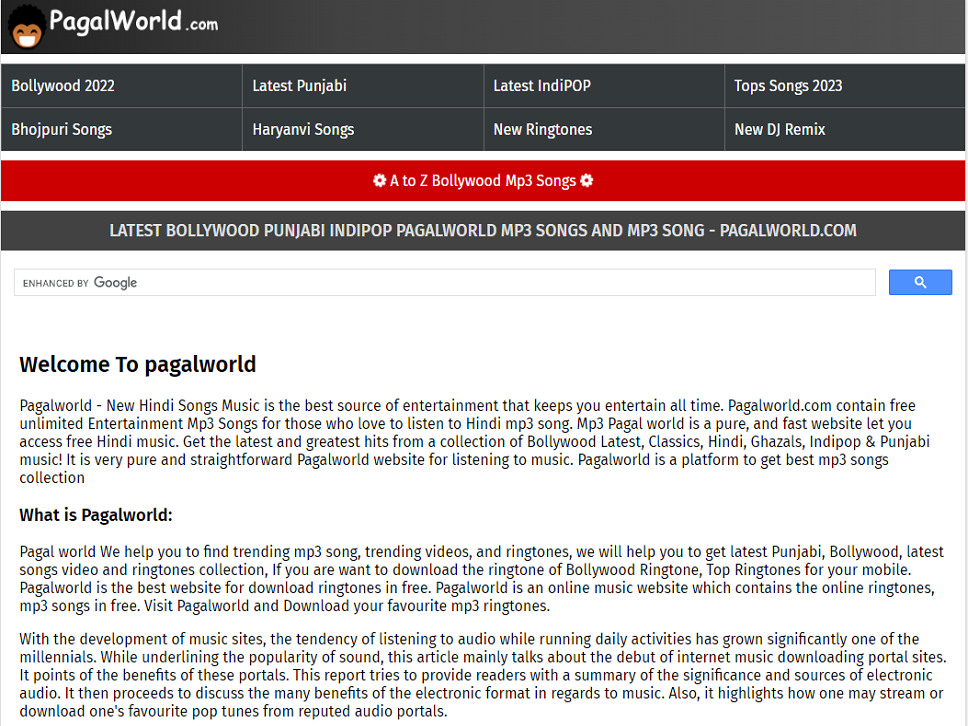 PagalWorld.com
Bollywood 2022 Latest Punjabi Latest IndiPOP Tops Songs 2023
Bhojpuri Songs Haryanvi Songs New Ringtones New DJ Remix
A to Z Bollywood Mp3 Songs
LATEST BOLLYWOOD PUNJABI INDIPOP PAGALWORLD MP3 SONGS AND MP3 SONG - PAGALWORLD.COM
ENHANCED BY Google
Welcome To pagalworld
Pagalworld - New Hindi Songs Music is the best source of entertainment that keeps you entertain all time. Pagalworld.com contain free
unlimited Entertainment Mp3 Songs for those who love to listen to Hindi mp3 song. Mp3 Pagal world is a pure, and fast website let you
access free Hindi music. Get the latest and greatest hits from a collection of Bollywood Latest, Classics, Hindi, Ghazals, Indipop & Punjabi
music! It is very pure and straightforward Pagalworld website for listening to music. Pagalworld is a platform to get best mp3 songs
collection
What is Pagalworld:
Pagal world We help you to find trending mp3 song, trending videos, and ringtones, we will help you to get latest Punjabi, Bollywood, latest
songs video and ringtones collection, If you are want to download the ringtone of Bollywood Ringtone, Top Ringtones for your mobile.
Pagalworld is the best website for download ringtones in free. Pagalworld is an online music website which contains the online ringtones,
mp3 songs in free. Visit Pagalworld and Download your favourite mp3 ringtones.
With the development of music sites, the tendency of listening to audio while running daily activities has grown significantly one of the
millennials. While underlining the popularity of sound, this article mainly talks about the debut of internet music downloading portal sites.
It points of the benefits of these portals. This report tries to provide readers with a summary of the significance and sources of electronic
audio. It then proceeds to discuss the many benefits of the electronic format in regards to music. Also, it highlights how one may stream or
download one's favourite pop tunes from reputed audio portals.